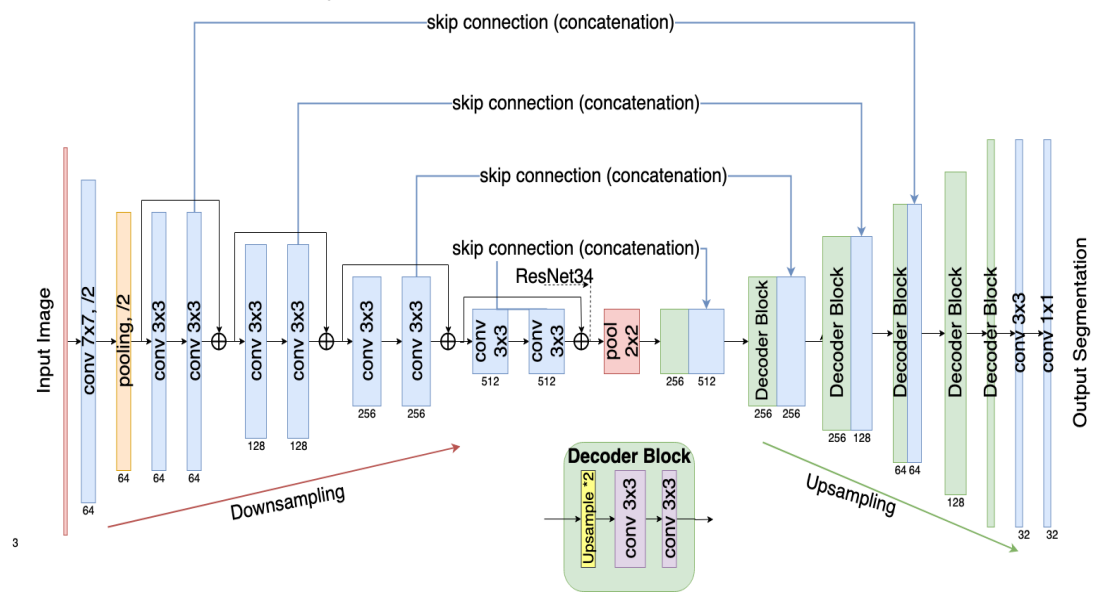 skip connection (concatenation)
skip connection (concatenation)
skip connection (concatenation)
skip connection (concatenation)
ResNet34
Input Image
conv 7x7, /2
64
pooling, /2
64
conv 3x3
64
conv 3x3
64
conv 3x3
128
conv 3x3
128
conv 3x3
256
conv 3x3
256
conv
3x3
512
conv
3x3
512
pool
2x2
256
512
Decoder Block
256
256
Decoder Block
256
128
Decoder Block
64
64
Decoder Block
128
Decoder Block
conv 3x3
32
conv 1x1
32
Output Segmentation
Downsampling
Upsampling
Decoder Block
Upsample *2
conv 3x3
conv 3x3
3